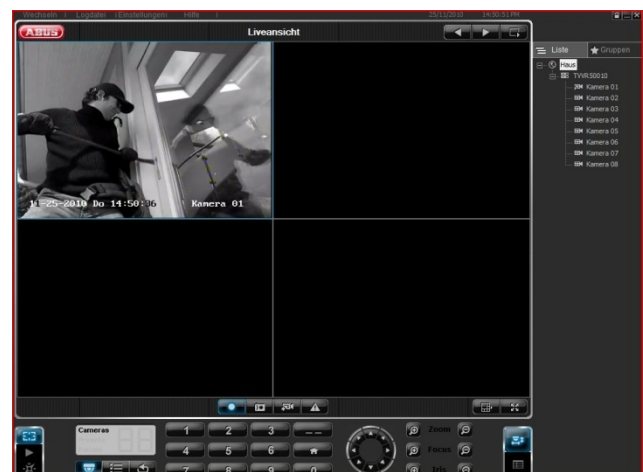 Wechseln Logdatei Einstellungen Hilfe
25/11/2010 14:50:51 PM
ABUS Liveansicht
Liste Gruppen
Haus
TVVR50010
Kamera 01
Kamera 02
Kamera 03
Kamera 04
Kamera 05
Kamera 06
Kamera 07
Kamera 08
11-25-2010 Do 14:50:36 Kamera 01
Cameras
1 2 3 --
4 5 6
7 8 9 0
Zoom
Focus
Iris